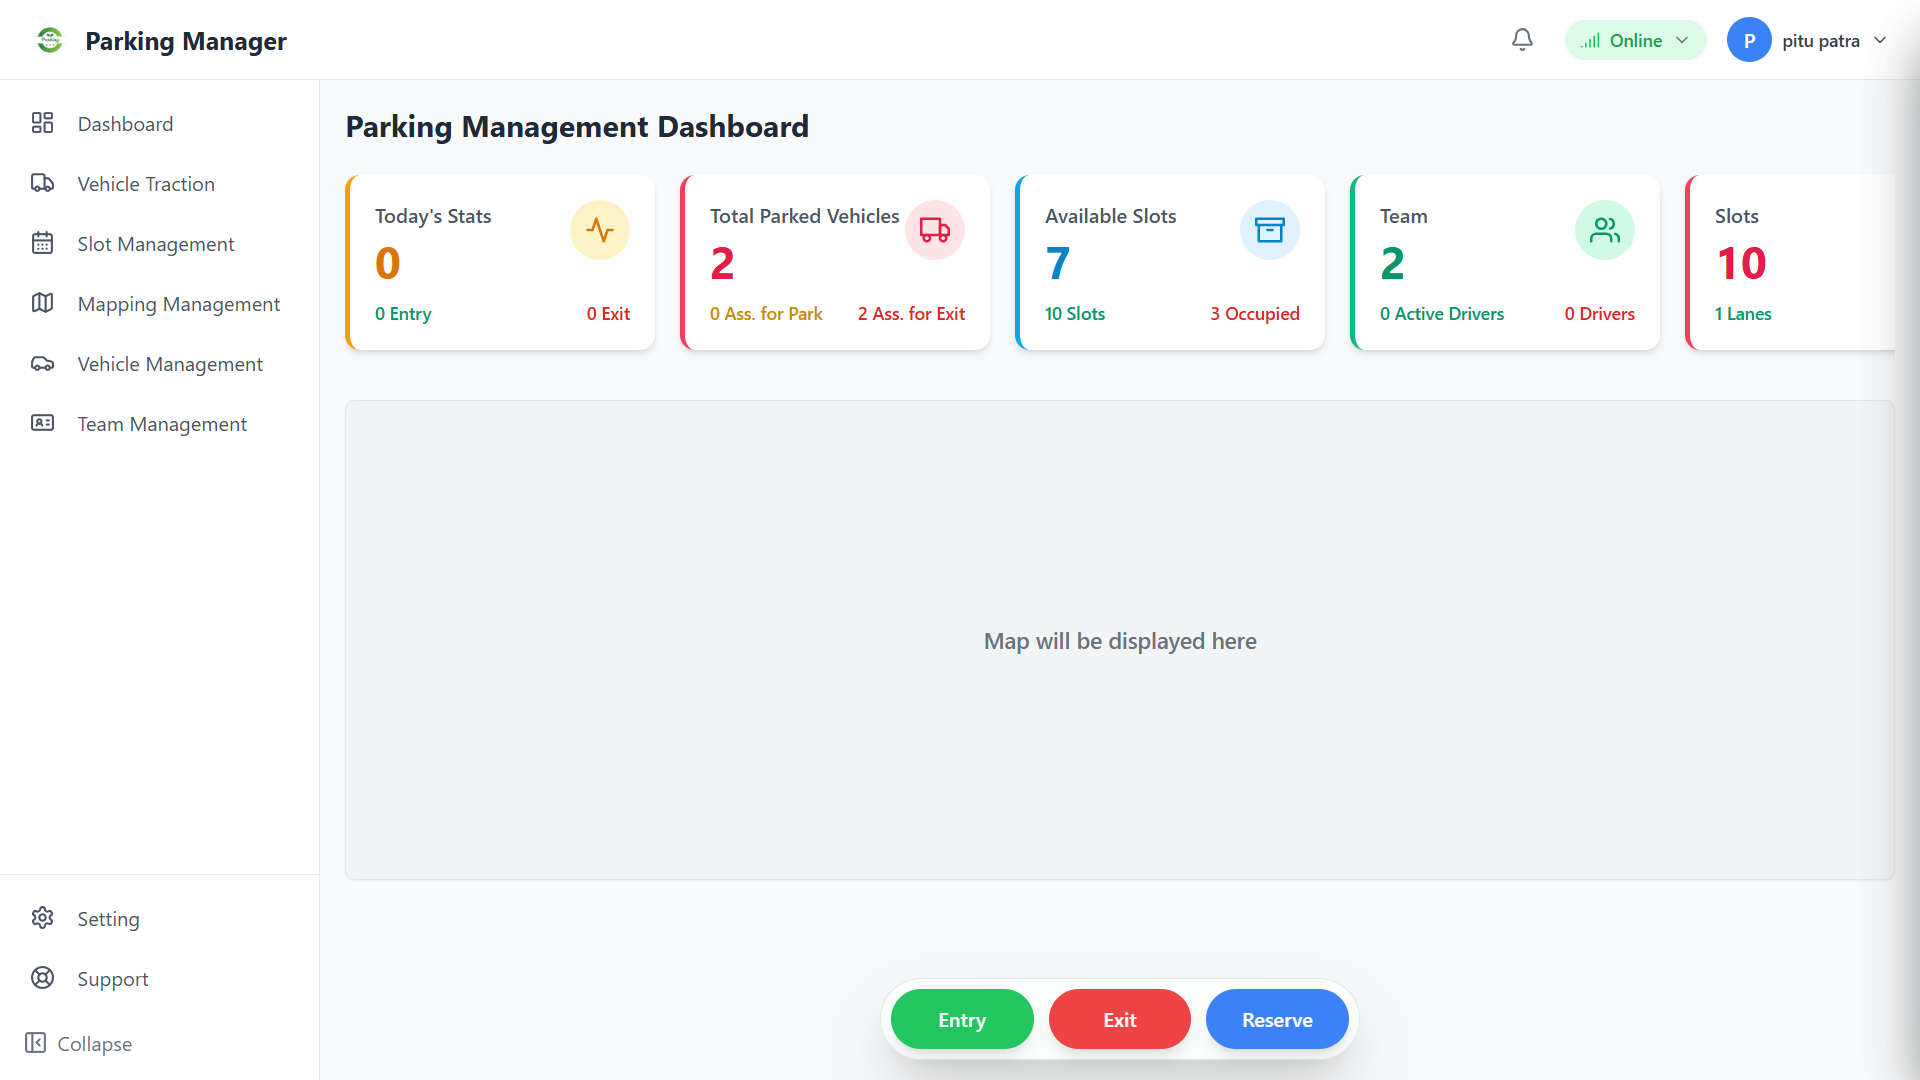 Parking
Parking Manager
Online
P
pitu patra
Dashboard
Vehicle Traction
Slot Management
Mapping Management
Vehicle Management
Team Management
Setting
Support
Collapse
Parking Management Dashboard
Today's Stats
0
0 Entry
0 Exit
Total Parked Vehicles
2
0 Ass. for Park
2 Ass. for Exit
Available Slots
7
10 Slots
3 Occupied
Team
2
0 Active Drivers
0 Drivers
Slots
10
1 Lanes
Map will be displayed here
Entry
Exit
Reserve